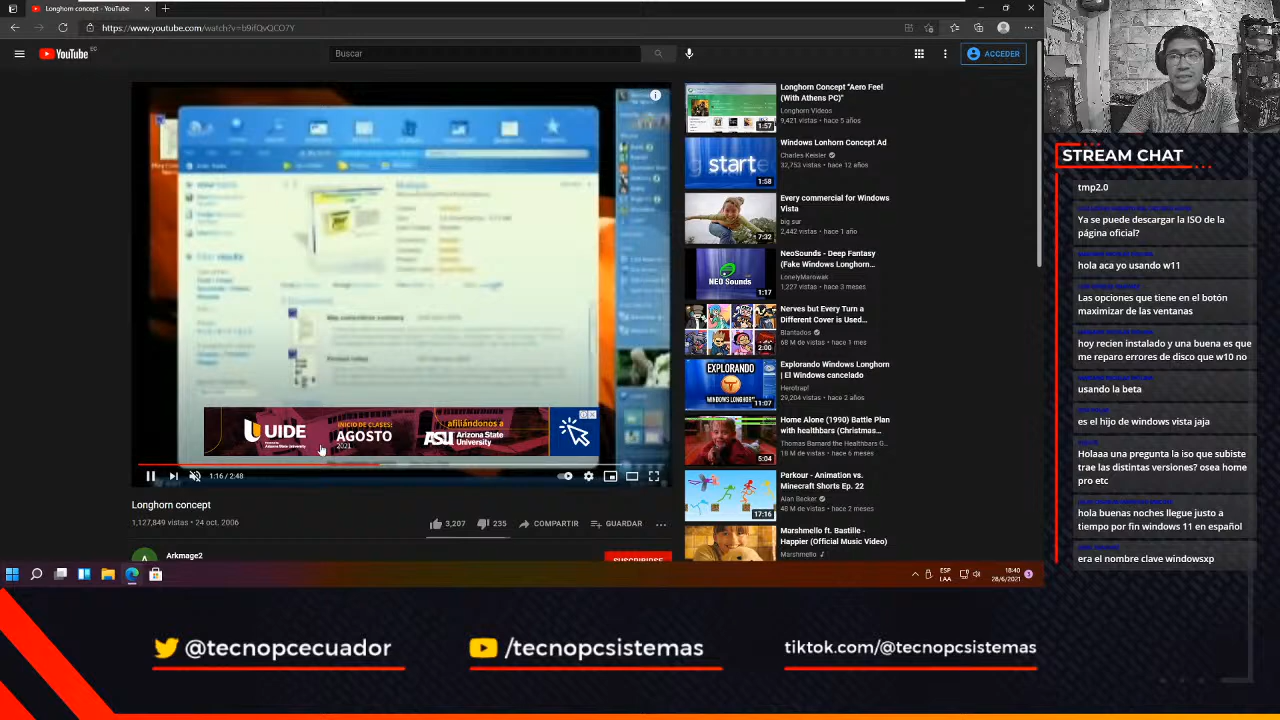 Longhorn concept - YouTube
https://www.youtube.com/watch?v=b9ifQvQCO7Y
YouTube
EC
Buscar
ACCEDER
UIDE
INICIO DE CLASES:
AGOSTO
2021
afiliándonos a
ASU Arizona State University
1:16 / 2:48
Longhorn concept
1,127,849 vistas • 24 oct. 2006
3,207
235
COMPARTIR
GUARDAR
A
Arkmage2
SUSCRIBIRSE
Longhorn Concept "Aero Feel
(With Athens PC)"
Longhorn Videos
9,421 vistas • hace 5 años
1:57
Windows Lonhorn Concept Ad
Charles Keisler
32,753 vistas • hace 12 años
start
1:58
Every commercial for Windows
Vista
big sur
2,442 vistas • hace 1 año
7:32
NeoSounds - Deep Fantasy
(Fake Windows Longhorn...
LonelyMarowak
1,227 vistas • hace 3 meses
NEO Sounds
1:17
Nerves but Every Turn a
Different Cover is Used...
Blantados
68 M de vistas • hace 1 mes
2:00
Explorando Windows Longhorn
| El Windows cancelado
Herotrap!
29,204 vistas • hace 2 años
EXPLORANDO
WINDOWS LONGHORN
11:07
Home Alone (1990) Battle Plan
with healthbars (Christmas...
Thomas Barnard the Healthbars G...
18 M de vistas • hace 6 meses
5:04
Parkour - Animation vs.
Minecraft Shorts Ep. 22
Alan Becker
48 M de vistas • hace 2 meses
17:16
Marshmello ft. Bastille -
Happier (Official Music Video)
Marshmello
ESP
LAA
18:40
28/6/2021
3
STREAM CHAT
tmp2.0
Ya se puede descargar la ISO de la
página oficial?
hola aca yo usando w11
Las opciones que tiene en el botón
maximizar de las ventanas
hoy recien instalado y una buena es que
me reparo errores de disco que w10 no
usando la beta
es el hijo de windows vista jaja
Holaaa una pregunta la iso que subiste
trae las distintas versiones? osea home
pro etc
hola buenas noches llegue justo a
tiempo por fin windows 11 en español
era el nombre clave windowsxp
@tecnopcecuador
/tecnopcsistemas
tiktok.com/@tecnopcsistemas